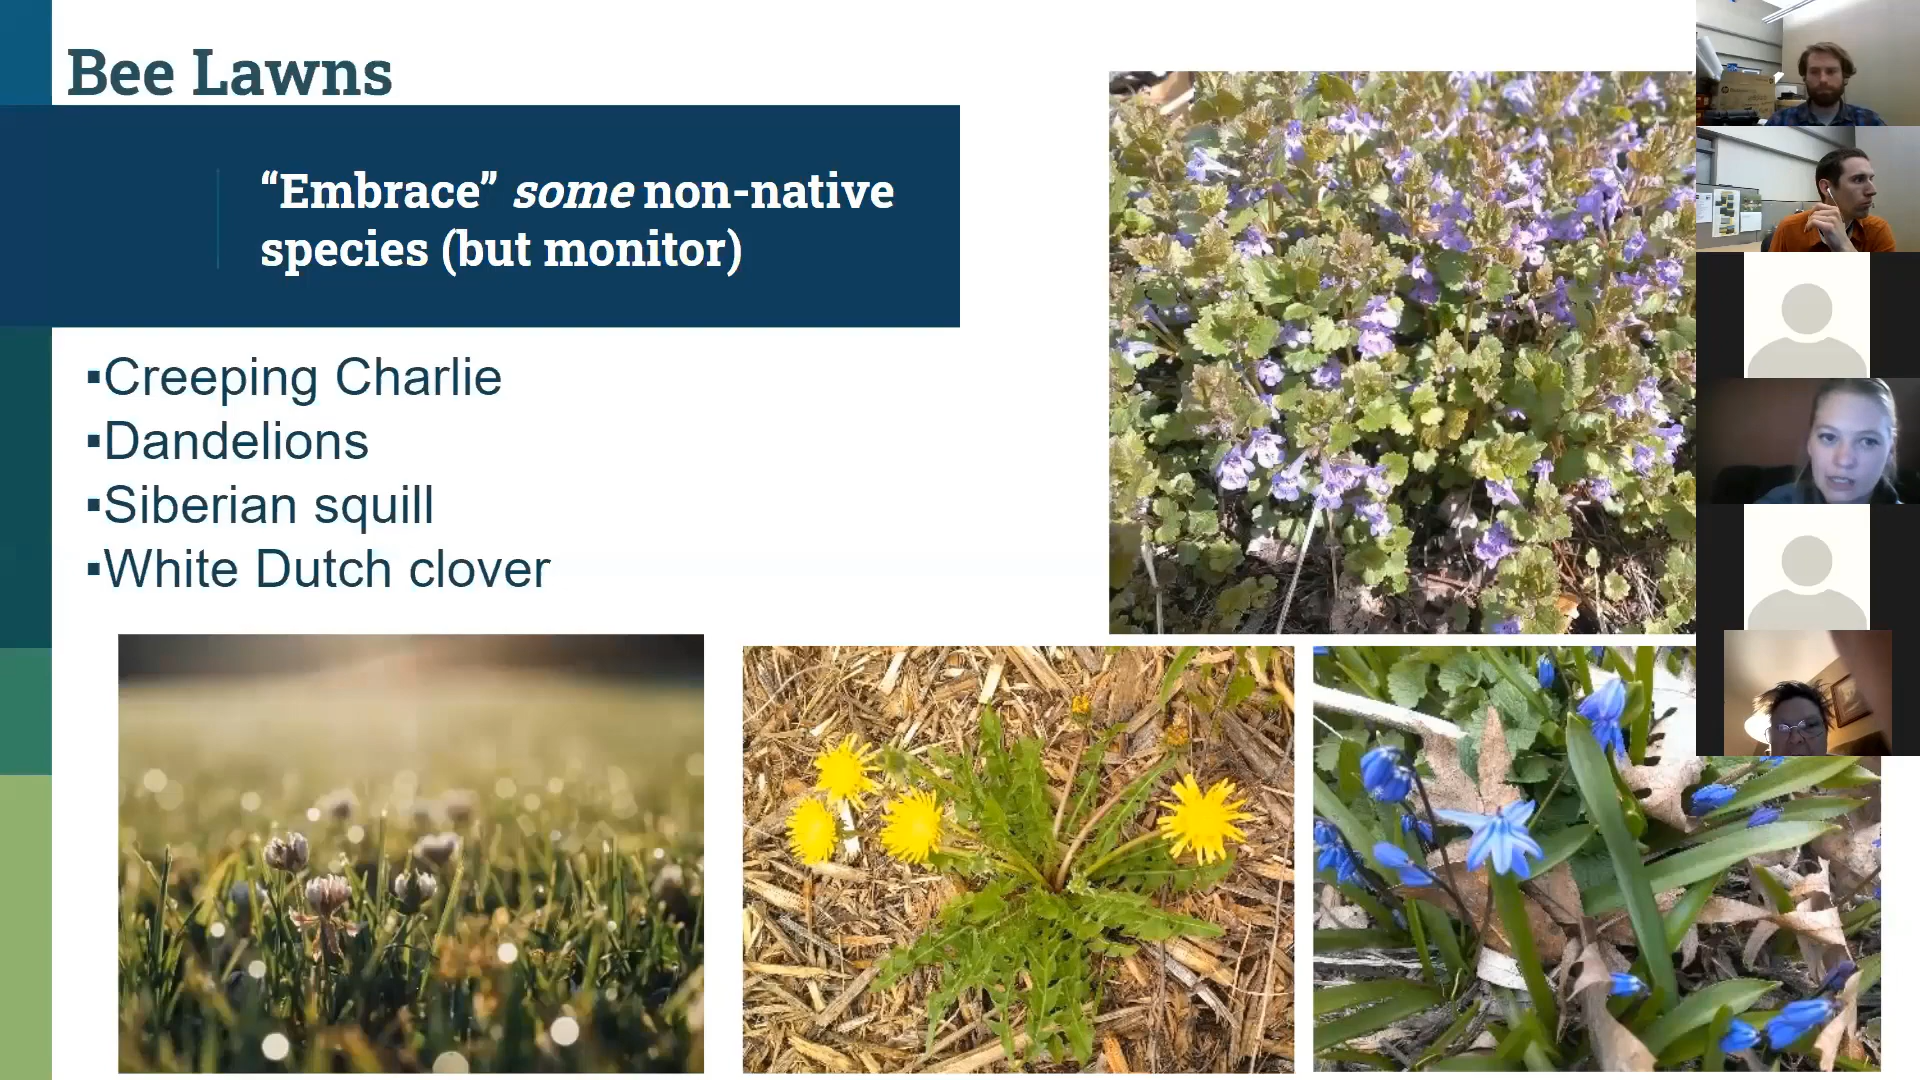 Bee Lawns
“Embrace” some non-native
species (but monitor)
▪Creeping Charlie
▪Dandelions
▪Siberian squill
▪White Dutch clover